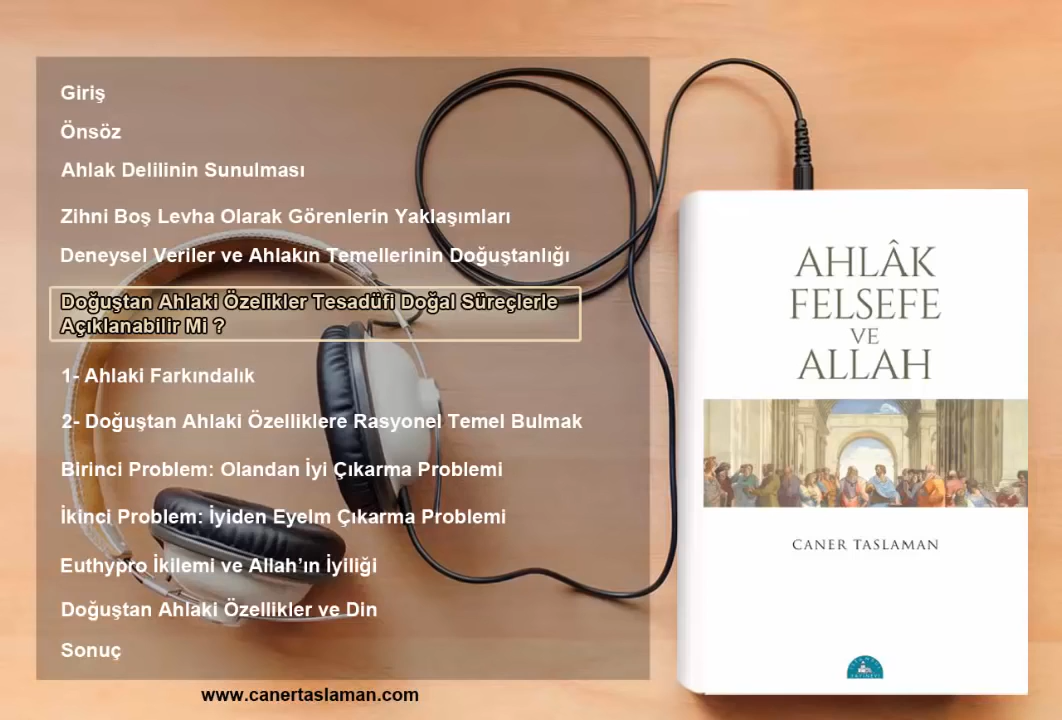 Giriş
Önsöz
Ahlak Delilinin Sunulması
Zihni Boş Levha Olarak Görenlerin Yaklaşımları
Deneysel Veriler ve Ahlakın Temellerinin Doğuştanlığı
Doğuştan Ahlaki Özelikler Tesadüfi Doğal Süreçlerle
Açıklanabilir Mi ?
1- Ahlaki Farkındalık
2- Doğuştan Ahlaki Özelliklere Rasyonel Temel Bulmak
Birinci Problem: Olandan İyi Çıkarma Problemi
İkinci Problem: İyiden Eyelm Çıkarma Problemi
Euthypro İkilemi ve Allah’ın İyiliği
Doğuştan Ahlaki Özellikler ve Din
Sonuç
www.canertaslaman.com
AHLÂK
FELSEFE
VE
ALLAH
CANER TASLAMAN